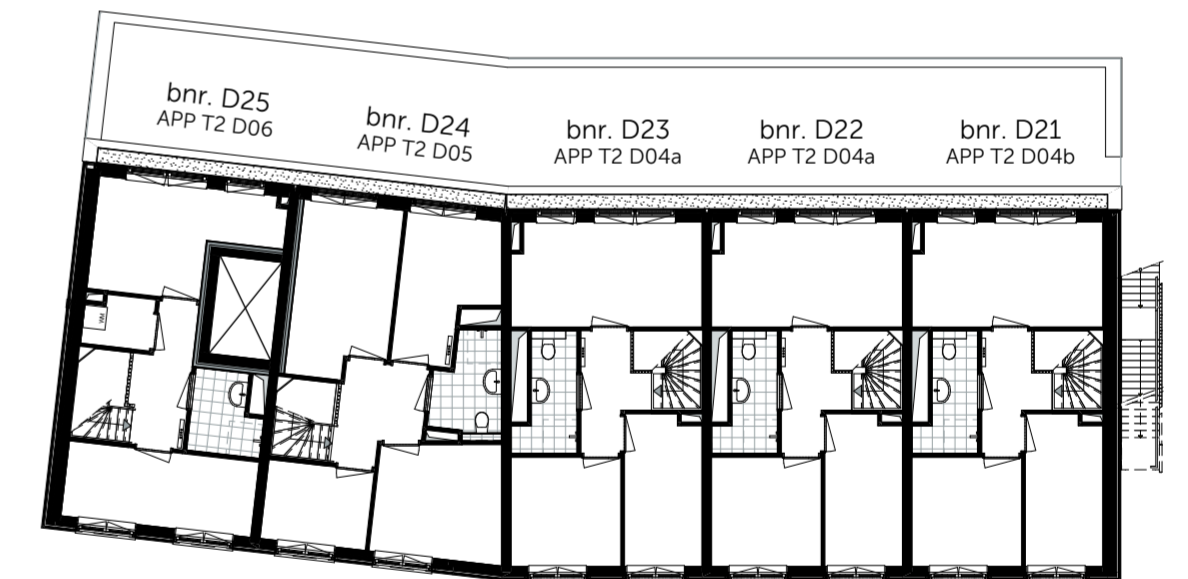 bnr. D25
APP T2 D06
bnr. D24
APP T2 D05
bnr. D23
APP T2 D04a
bnr. D22
APP T2 D04a
bnr. D21
APP T2 D04b
WM